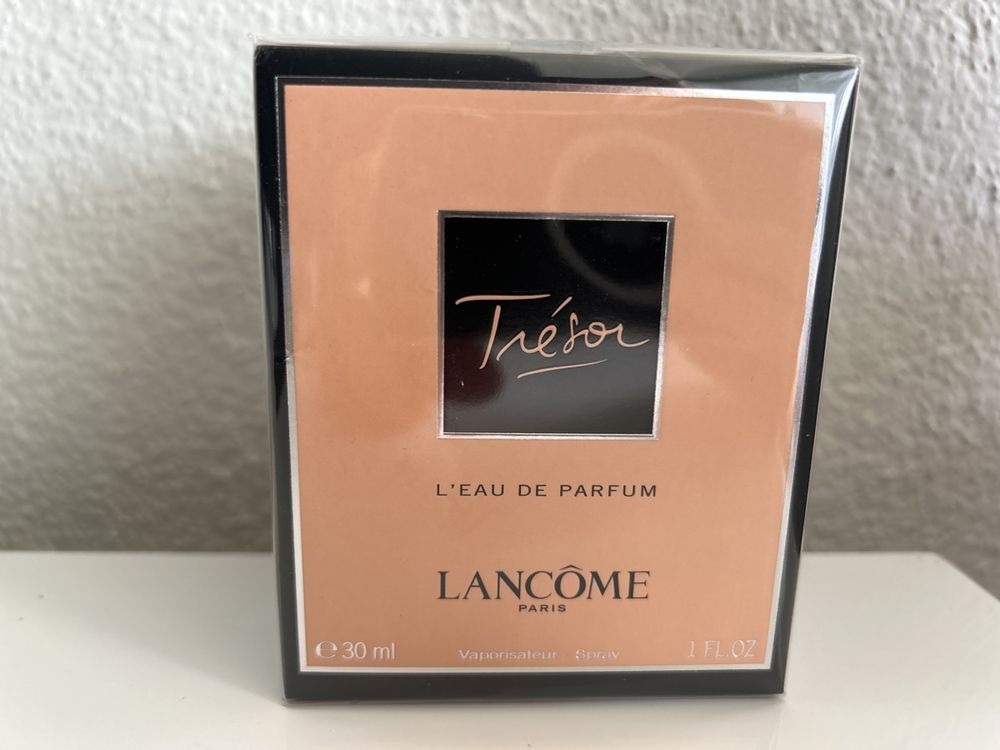 Trésor
L'EAU DE PARFUM
LANCÔME
PARIS
℮ 30 ml Vaporisateur - Spray 1 FL.OZ